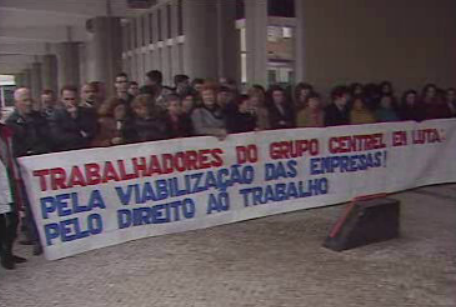 TRABALHADORES DO GRUPO CENTREL EM LUTA:
PELA VIABILIZAÇÃO DAS EMPRESAS!
PELO DIREITO AO TRABALHO